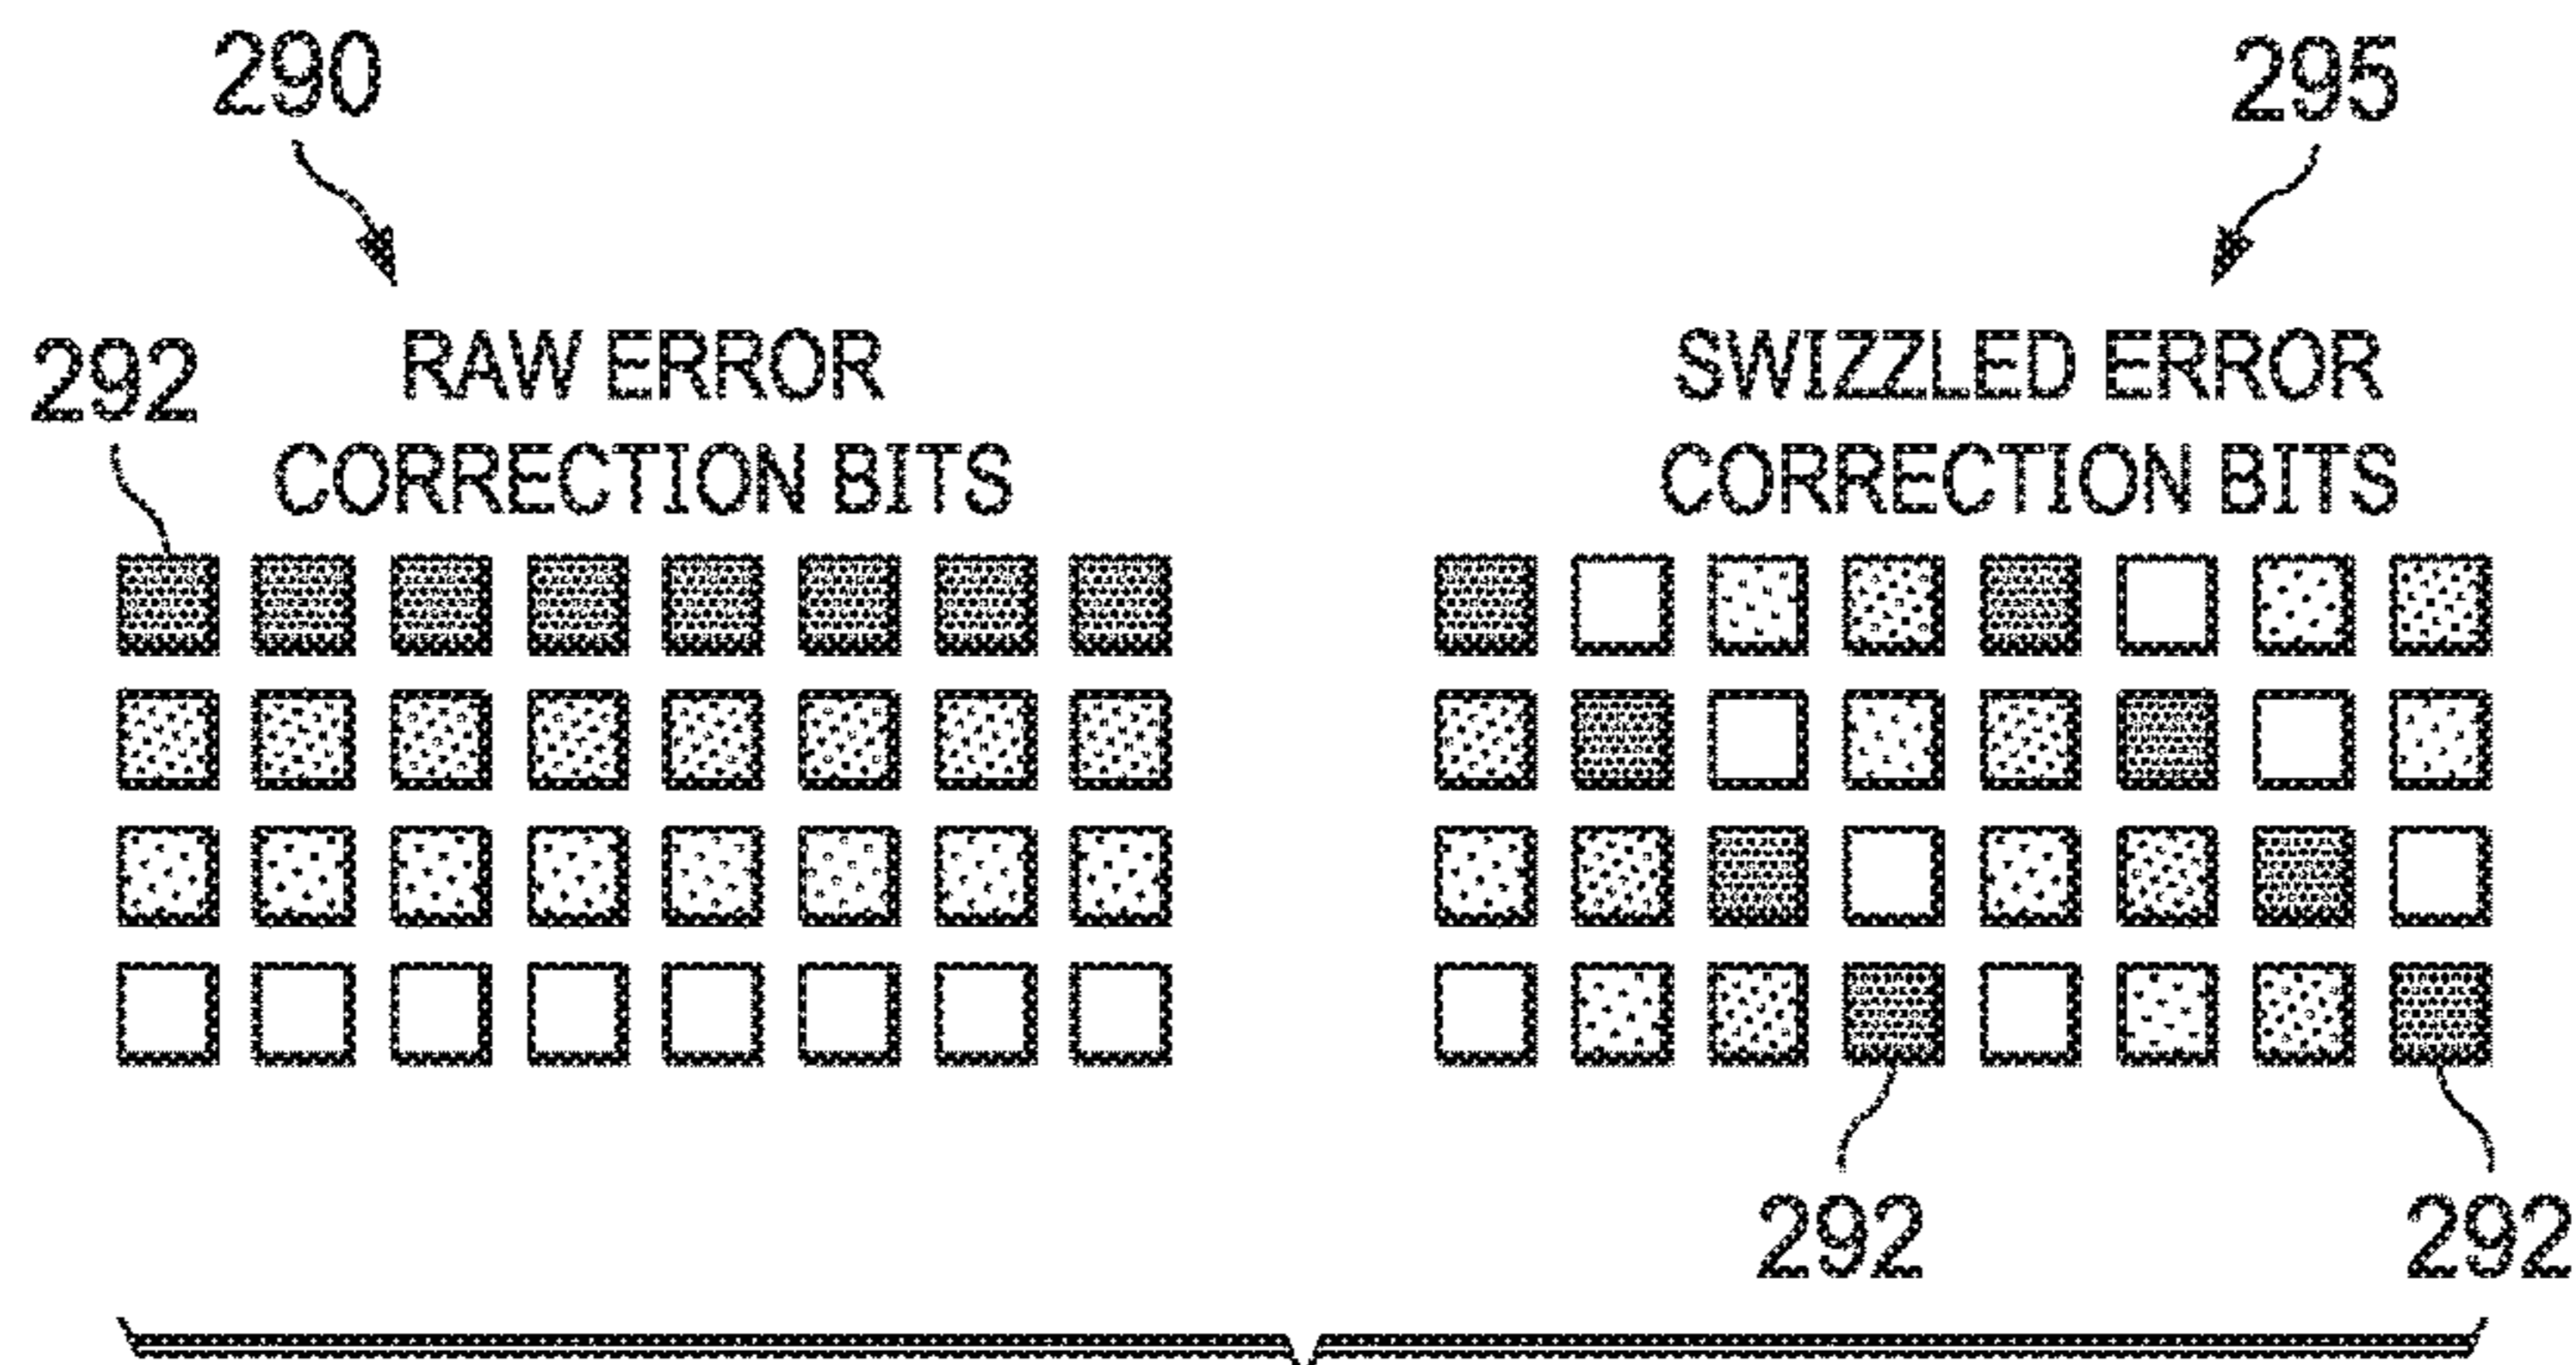 290
295
292
RAW ERROR
CORRECTION BITS
SWIZZLED ERROR
CORRECTION BITS
292
292